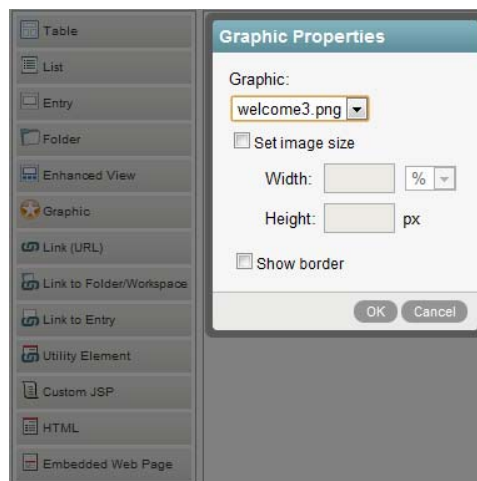 Table
List
Entry
Folder
Enhanced View
Graphic
Link (URL)
Link to Folder/Workspace
Link to Entry
Utility Element
Custom JSP
HTML
Embedded Web Page
Graphic Properties
Graphic:
welcome3.png
Set image size
Width: %
Height: px
Show border
OK Cancel